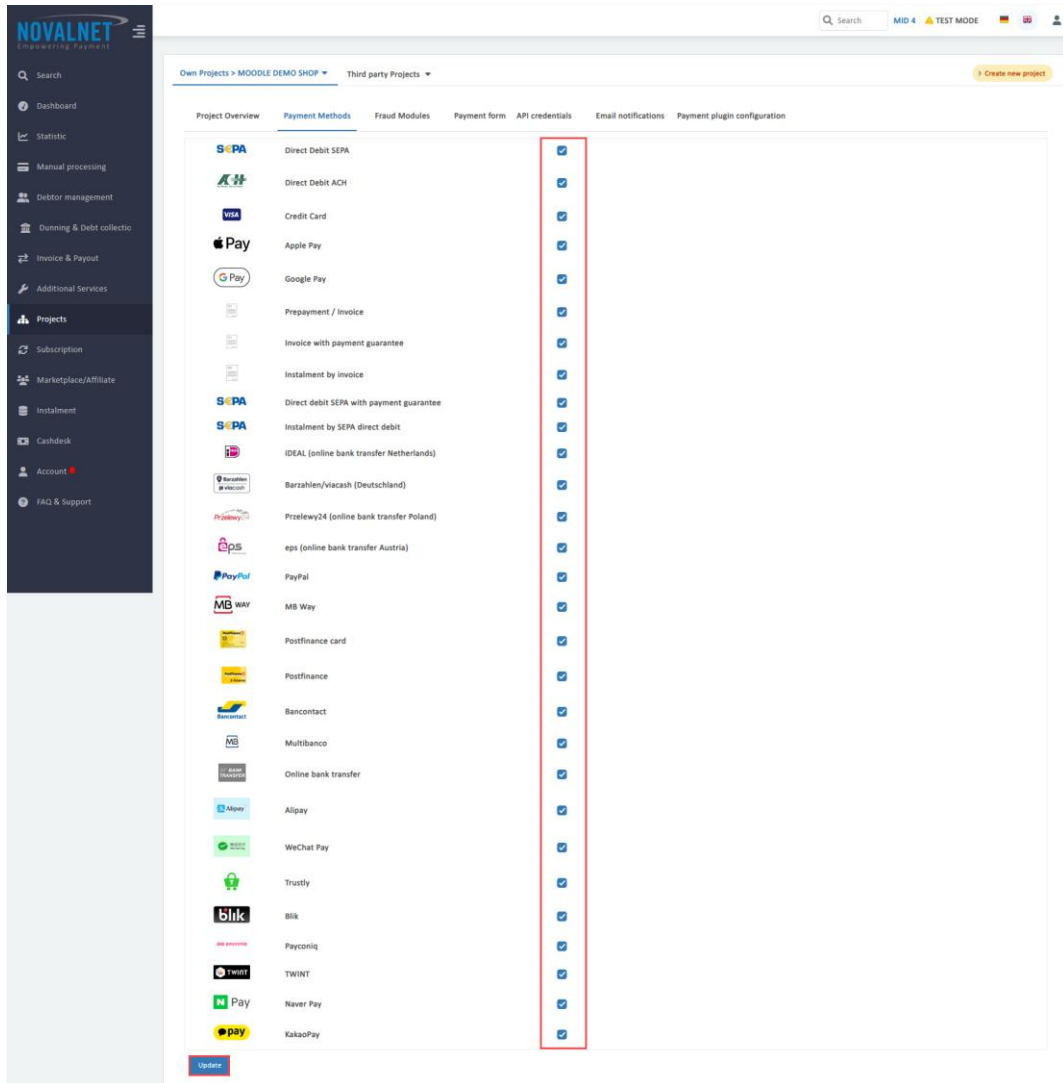 NOVALNET
Empowering Payment
Search
MID 4
TEST MODE
Search
Dashboard
Statistic
Manual processing
Debtor management
Dunning & Debt collectic
Invoice & Payout
Additional Services
Projects
Subscription
Marketplace/Affiliate
Instalment
Cashdesk
Account
FAQ & Support
Own Projects > MOODLE DEMO SHOP
Third party Projects
Create new project
Project Overview Payment Methods Fraud Modules Payment form API credentials Email notifications Payment plugin configuration
SEPA Direct Debit SEPA
ACH Direct Debit ACH
VISA Credit Card
Pay Apple Pay
G Pay Google Pay
Prepayment / Invoice
Invoice with payment guarantee
Instalment by invoice
SEPA Direct debit SEPA with payment guarantee
SEPA Instalment by SEPA direct debit
iDEAL (online bank transfer Netherlands)
Barzahlen viacash Barzahlen/viacash (Deutschland)
Przelewy24 (online bank transfer Poland)
eps eps (online bank transfer Austria)
PayPal PayPal
MB WAY MB Way
Postfinance card
Postfinance
Bancontact Bancontact
MB Multibanco
BANK TRANSFER Online bank transfer
Alipay Alipay
WeChat Pay
Trustly
blik Blik
Payconiq
TWINT TWINT
N Pay Naver Pay
pay KakaoPay
Update